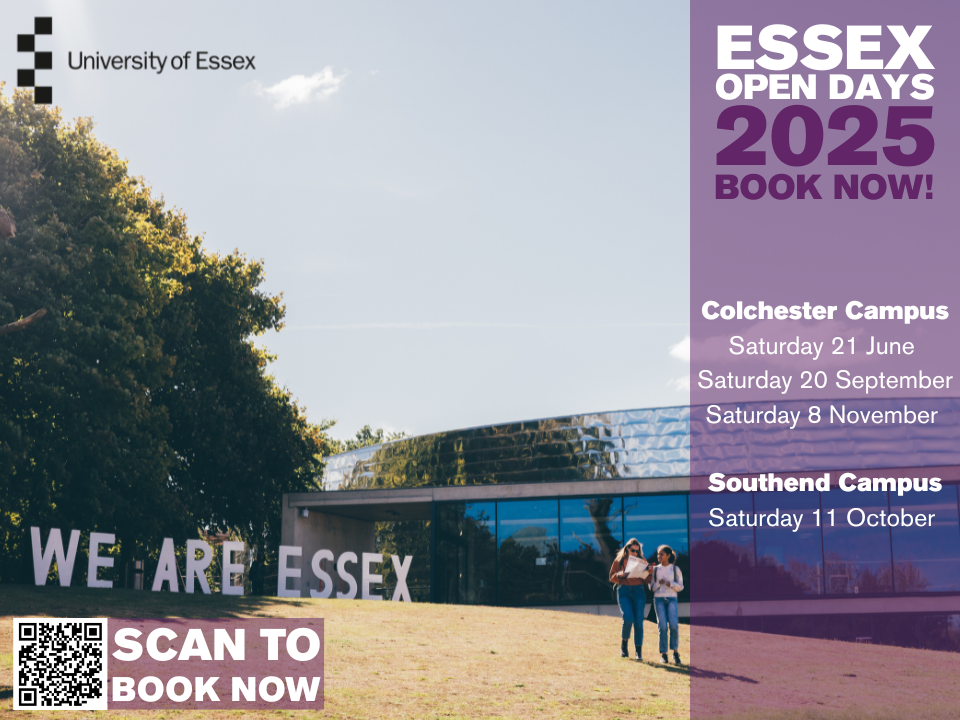 University of Essex
ESSEX
OPEN DAYS
2025
BOOK NOW!
Colchester Campus
Saturday 21 June
Saturday 20 September
Saturday 8 November
Southend Campus
Saturday 11 October
WE ARE ESSEX
SCAN TO
BOOK NOW